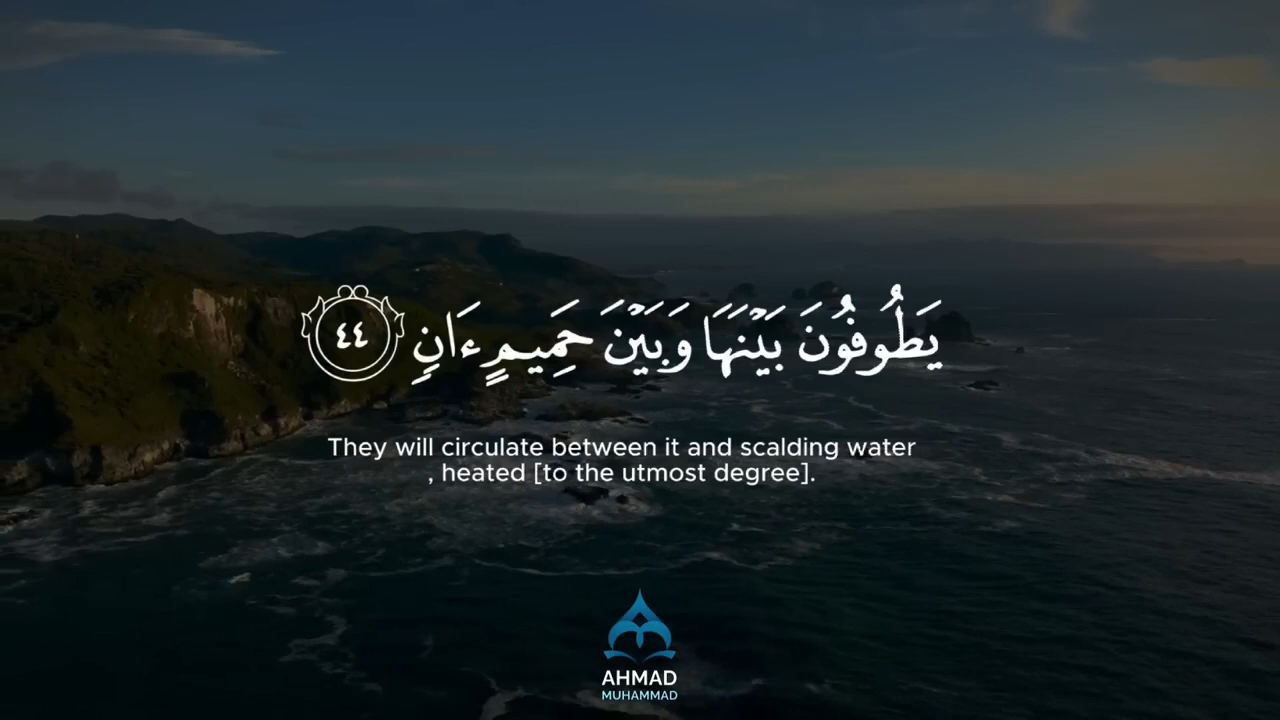 يَطُوفُونَ بَيْنَهَا وَبَيْنَ حَمِيمٍ ءَانٍ ٤٤
They will circulate between it and scalding water
, heated [to the utmost degree].
AHMAD
MUHAMMAD